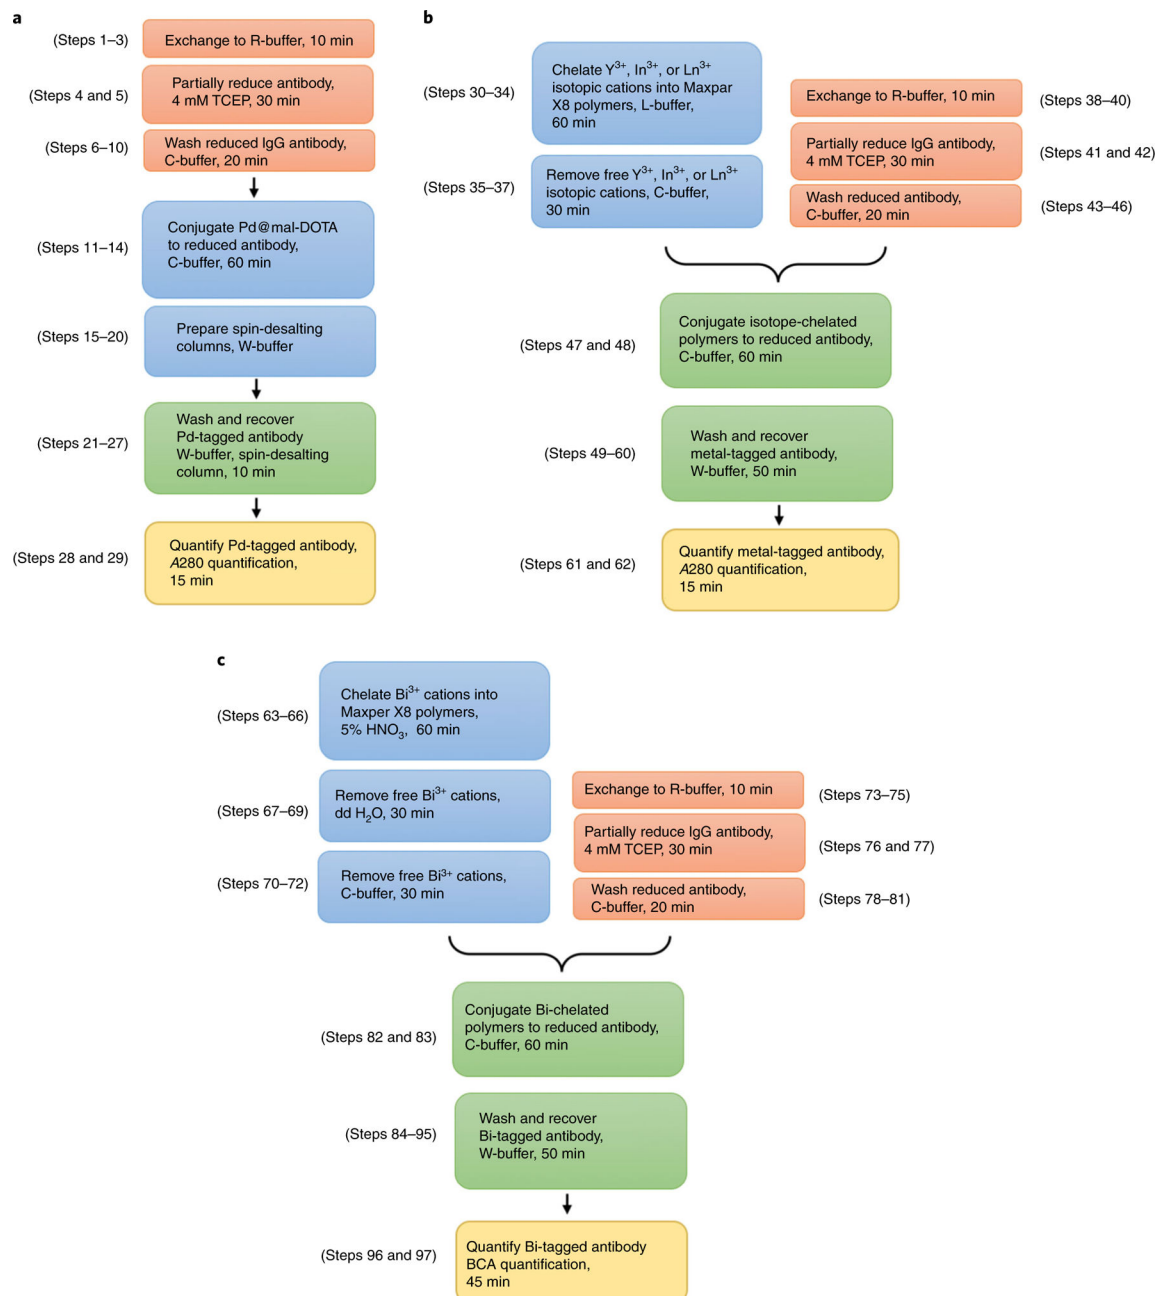 a
(Steps 1–3)
Exchange to R-buffer, 10 min
(Steps 4 and 5)
Partially reduce antibody,
4 mM TCEP, 30 min
(Steps 6–10)
Wash reduced IgG antibody,
C-buffer, 20 min
(Steps 11–14)
Conjugate Pd@mal-DOTA
to reduced antibody,
C-buffer, 60 min
(Steps 15–20)
Prepare spin-desalting
columns, W-buffer
(Steps 21–27)
Wash and recover
Pd-tagged antibody
W-buffer, spin-desalting
column, 10 min
(Steps 28 and 29)
Quantify Pd-tagged antibody,
A280 quantification,
15 min
b
(Steps 30–34)
Chelate Y³⁺, In³⁺, or Ln³⁺
isotopic cations into Maxpar
X8 polymers, L-buffer,
60 min
(Steps 35–37)
Remove free Y³⁺, In³⁺, or Ln³⁺
isotopic cations, C-buffer,
30 min
Exchange to R-buffer, 10 min
(Steps 38–40)
Partially reduce IgG antibody,
4 mM TCEP, 30 min
(Steps 41 and 42)
Wash reduced antibody,
C-buffer, 20 min
(Steps 43–46)
(Steps 47 and 48)
Conjugate isotope-chelated
polymers to reduced antibody,
C-buffer, 60 min
(Steps 49–60)
Wash and recover
metal-tagged antibody,
W-buffer, 50 min
(Steps 61 and 62)
Quantify metal-tagged antibody,
A280 quantification,
15 min
c
(Steps 63–66)
Chelate Bi³⁺ cations into
Maxper X8 polymers,
5% HNO₃, 60 min
(Steps 67–69)
Remove free Bi³⁺ cations,
dd H₂O, 30 min
(Steps 70–72)
Remove free Bi³⁺ cations,
C-buffer, 30 min
Exchange to R-buffer, 10 min
(Steps 73–75)
Partially reduce IgG antibody,
4 mM TCEP, 30 min
(Steps 76 and 77)
Wash reduced antibody,
C-buffer, 20 min
(Steps 78–81)
(Steps 82 and 83)
Conjugate Bi-chelated
polymers to reduced antibody,
C-buffer, 60 min
(Steps 84–95)
Wash and recover
Bi-tagged antibody,
W-buffer, 50 min
(Steps 96 and 97)
Quantify Bi-tagged antibody
BCA quantification,
45 min